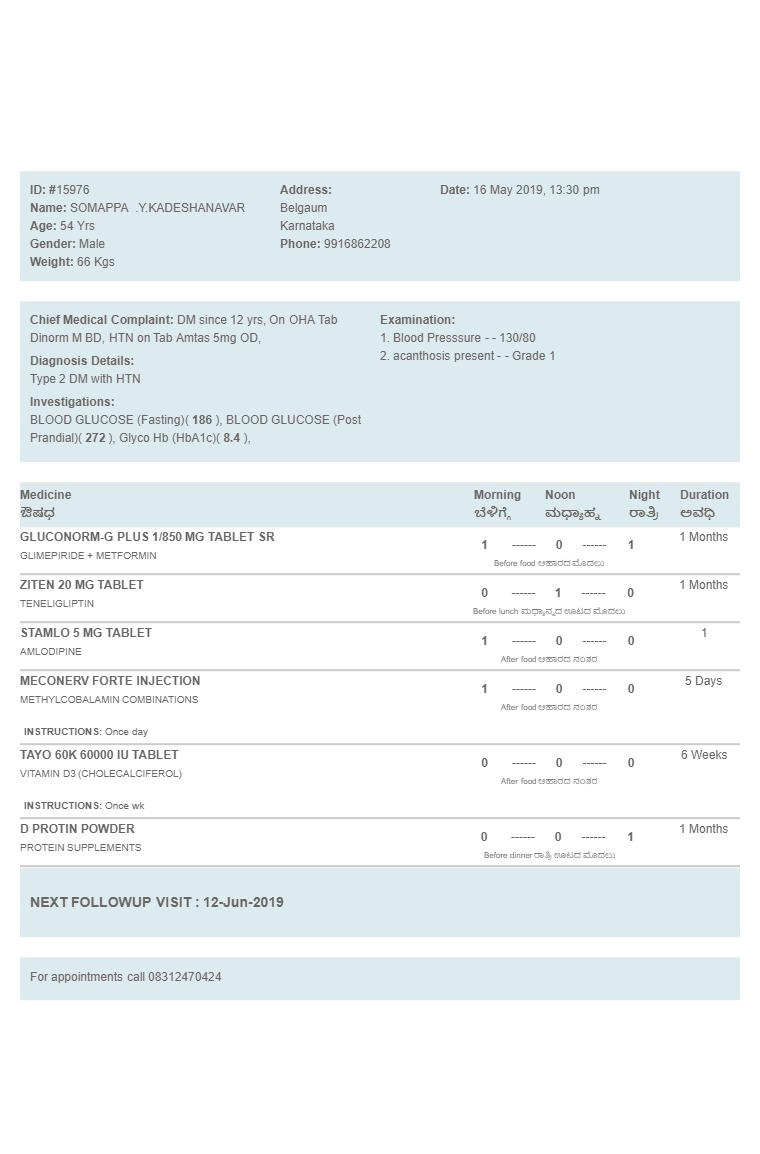 ID: #15976
Name: SOMAPPA .Y.KADESHANAVAR
Age: 54 Yrs
Gender: Male
Weight: 66 Kgs
Address:
Belgaum
Karnataka
Phone: 9916862208
Date: 16 May 2019, 13:30 pm
Chief Medical Complaint: DM since 12 yrs, On OHA Tab
Dinorm M BD, HTN on Tab Amtas 5mg OD,
Diagnosis Details:
Type 2 DM with HTN
Investigations:
BLOOD GLUCOSE (Fasting)( 186 ), BLOOD GLUCOSE (Post
Prandial)( 272 ), Glyco Hb (HbA1c)( 8.4 ),
Examination:
1. Blood Presssure - - 130/80
2. acanthosis present - - Grade 1
Medicine Morning Noon Night Duration
ಔಷಧ ಬೆಳಿಗ್ಗೆ ಮಧ್ಯಾಹ್ನ ರಾತ್ರಿ ಅವಧಿ
GLUCONORM-G PLUS 1/850 MG TABLET SR 1 ------ 0 ------ 1 1 Months
GLIMEPIRIDE + METFORMIN
Before food ಆಹಾರದ ಮೊದಲು
ZITEN 20 MG TABLET 0 ------ 1 ------ 0 1 Months
TENELIGLIPTIN
Before lunch ಮಧ್ಯಾನ್ನದ ಊಟದ ಮೊದಲು
STAMLO 5 MG TABLET 1 ------ 0 ------ 0 1
AMLODIPINE
After food ಆಹಾರದ ನಂತರ
MECONERV FORTE INJECTION 1 ------ 0 ------ 0 5 Days
METHYLCOBALAMIN COMBINATIONS
After food ಆಹಾರದ ನಂತರ
INSTRUCTIONS: Once day
TAYO 60K 60000 IU TABLET 0 ------ 0 ------ 0 6 Weeks
VITAMIN D3 (CHOLECALCIFEROL)
After food ಆಹಾರದ ನಂತರ
INSTRUCTIONS: Once wk
D PROTIN POWDER 0 ------ 0 ------ 1 1 Months
PROTEIN SUPPLEMENTS
Before dinner ರಾತ್ರಿ ಊಟದ ಮೊದಲು
NEXT FOLLOWUP VISIT : 12-Jun-2019
For appointments call 08312470424